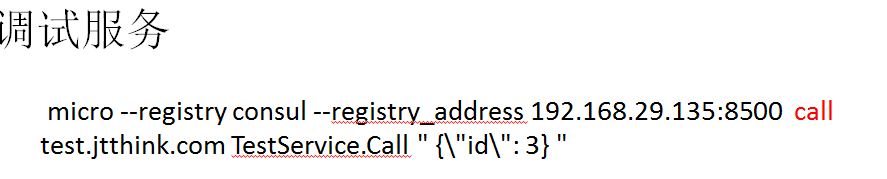 调试服务
micro --registry consul --registry_address 192.168.29.135:8500 call
test.jtthink.com TestService.Call " {\"id\": 3} "